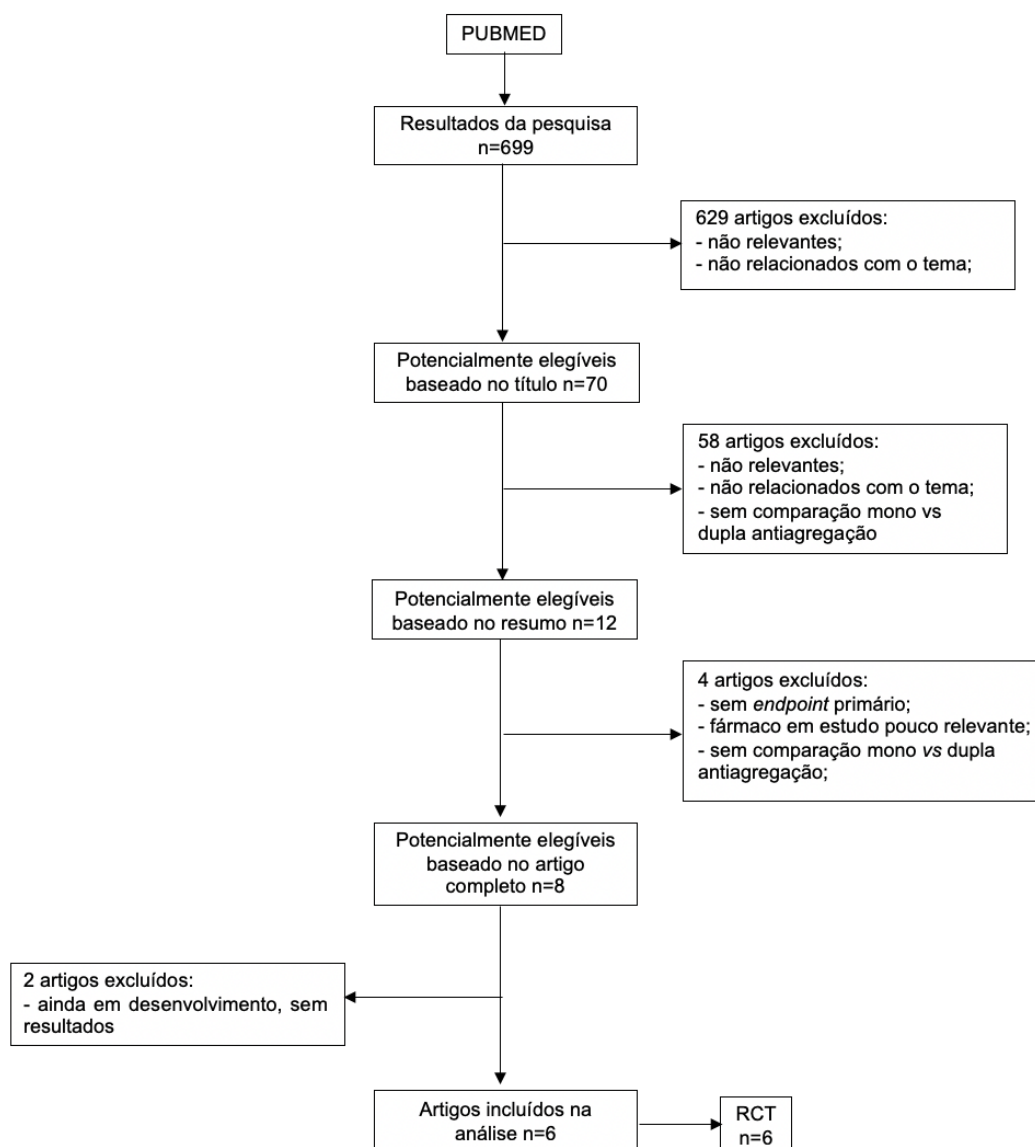 PUBMED
Resultados da pesquisa
n=699
629 artigos excluídos:
- não relevantes;
- não relacionados com o tema;
Potencialmente elegíveis
baseado no título n=70
58 artigos excluídos:
- não relevantes;
- não relacionados com o tema;
- sem comparação mono vs
dupla antiagregação
Potencialmente elegíveis
baseado no resumo n=12
4 artigos excluídos:
- sem endpoint primário;
- fármaco em estudo pouco relevante;
- sem comparação mono vs dupla
antiagregação;
Potencialmente elegíveis
baseado no artigo
completo n=8
2 artigos excluídos:
- ainda em desenvolvimento, sem
resultados
Artigos incluídos na
análise n=6
RCT
n=6